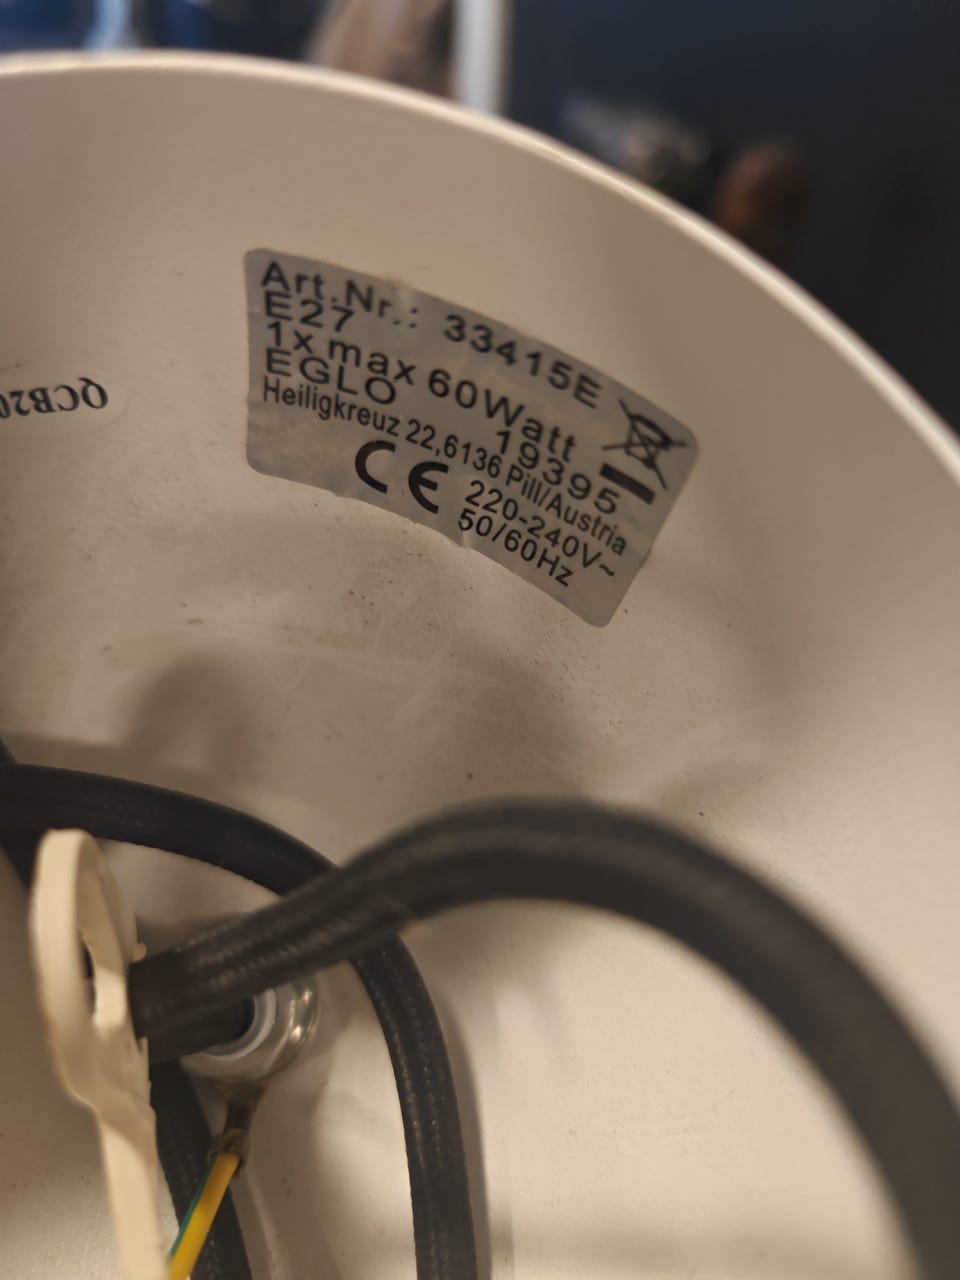 Art.Nr.: 33415E
E27
1x max 60Watt
EGLO 19395
Heiligkreuz 22,6136 Pill/Austria
CE 220-240V~
50/60Hz